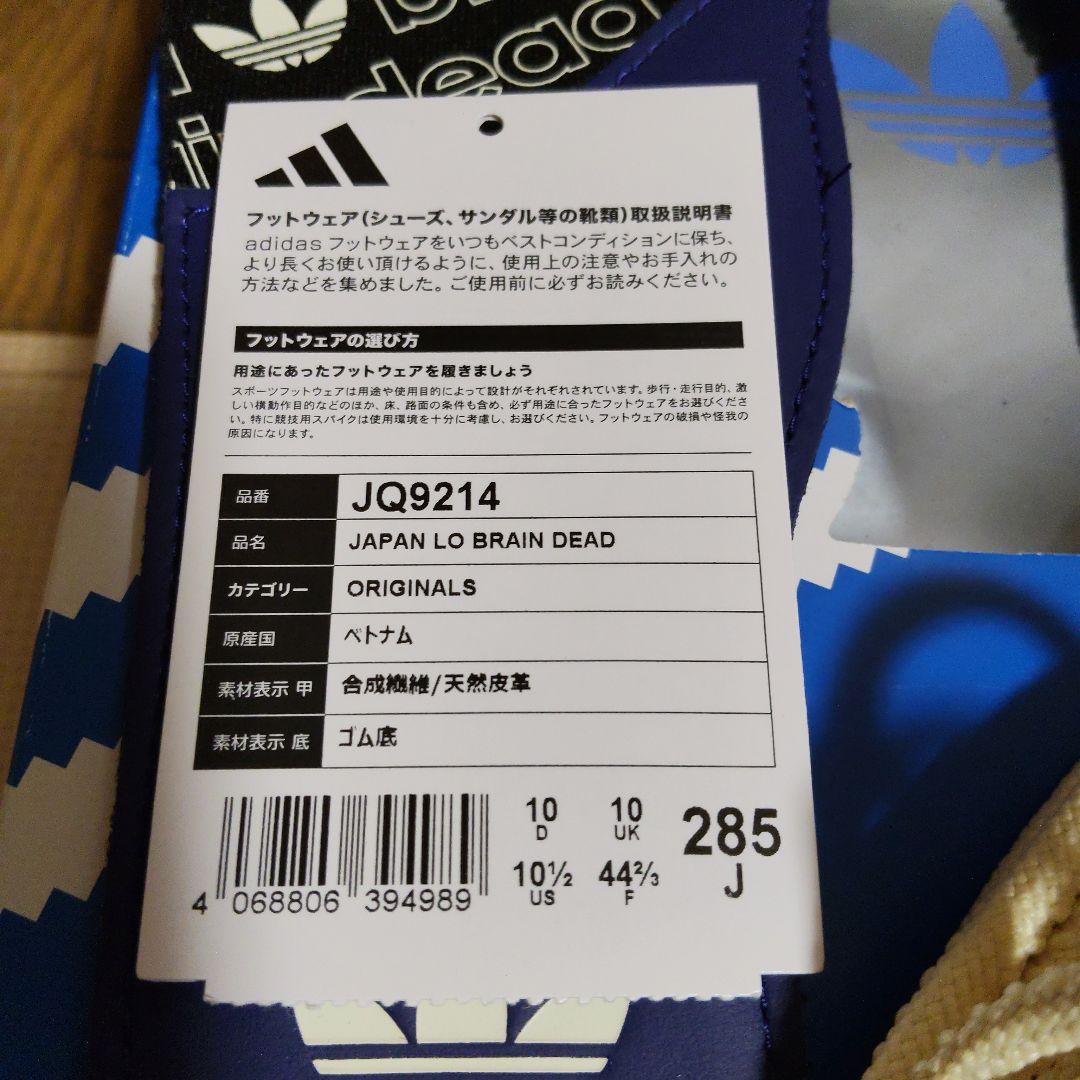 フットウェア(シューズ、サンダル等の靴類)取扱説明書
adidas フットウェアをいつもベストコンディションに保ち、
より長くお使い頂けるように、使用上の注意やお手入れの
方法などを集めました。ご使用前に必ずお読みください。
フットウェアの選び方
用途にあったフットウェアを履きましょう
スポーツフットウェアは用途や使用目的によって設計がそれぞれされています。歩行・走行目的、激
しい横動作目的などのほか、床、路面の条件も含め、必ず用途に合ったフットウェアをお選びくださ
い。特に競技用スパイクは使用環境を十分に考慮し、お選びください。フットウェアの破損や怪我の
原因になります。
品番 JQ9214
品名 JAPAN LO BRAIN DEAD
カテゴリー ORIGINALS
原産国 ベトナム
素材表示 甲 合成繊維/天然皮革
素材表示 底 ゴム底
10 D 10 UK 285 J
10½ US 44⅔ F
4 068806 394989